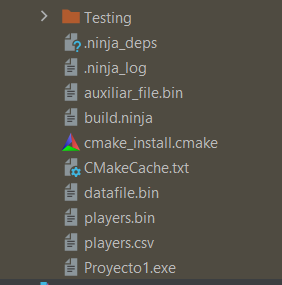 Testing
.ninja_deps
.ninja_log
auxiliar_file.bin
build.ninja
cmake_install.cmake
CMakeCache.txt
datafile.bin
players.bin
players.csv
Proyecto1.exe